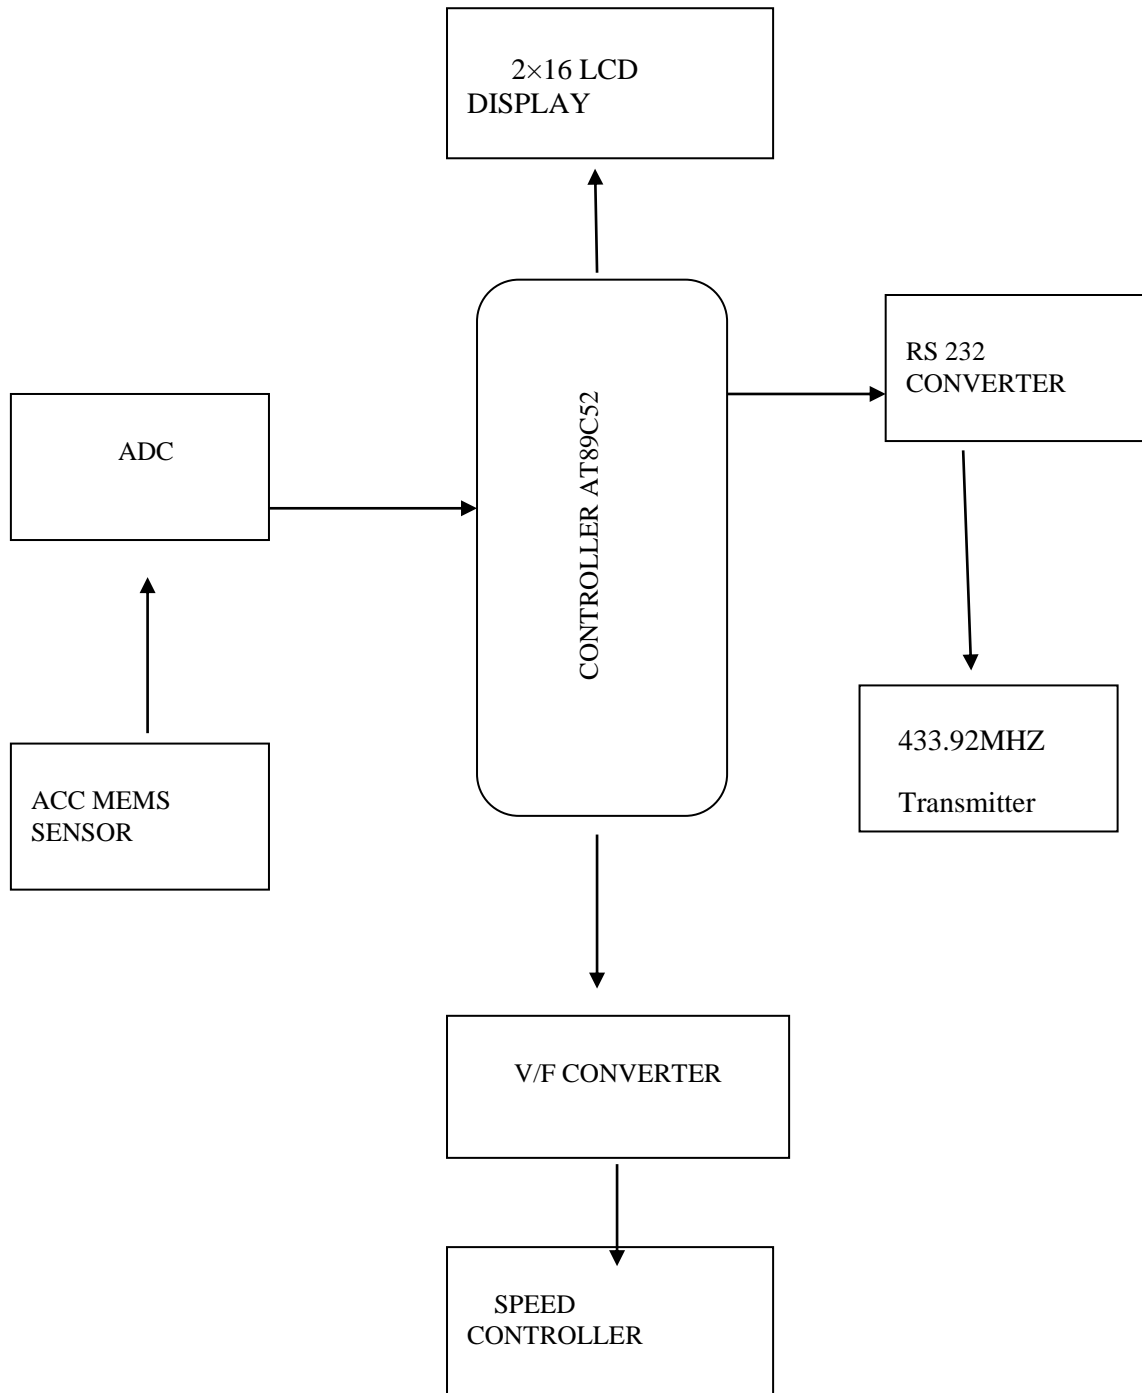 2×16 LCD
DISPLAY
RS 232
CONVERTER
ADC
CONTROLLER AT89C52
433.92MHZ
Transmitter
ACC MEMS
SENSOR
V/F CONVERTER
SPEED
CONTROLLER